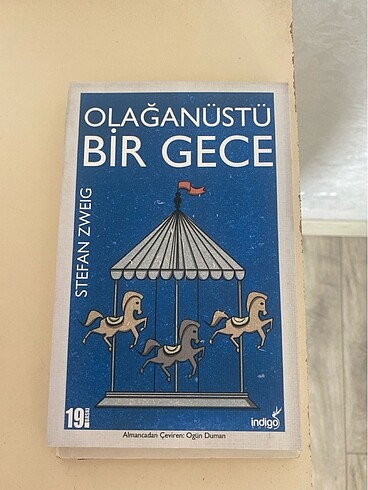 OLAĞANÜSTÜ
BİR GECE
STEFAN ZWEIG
19.
indigo
Almancadan Çeviren: Ogün Duman